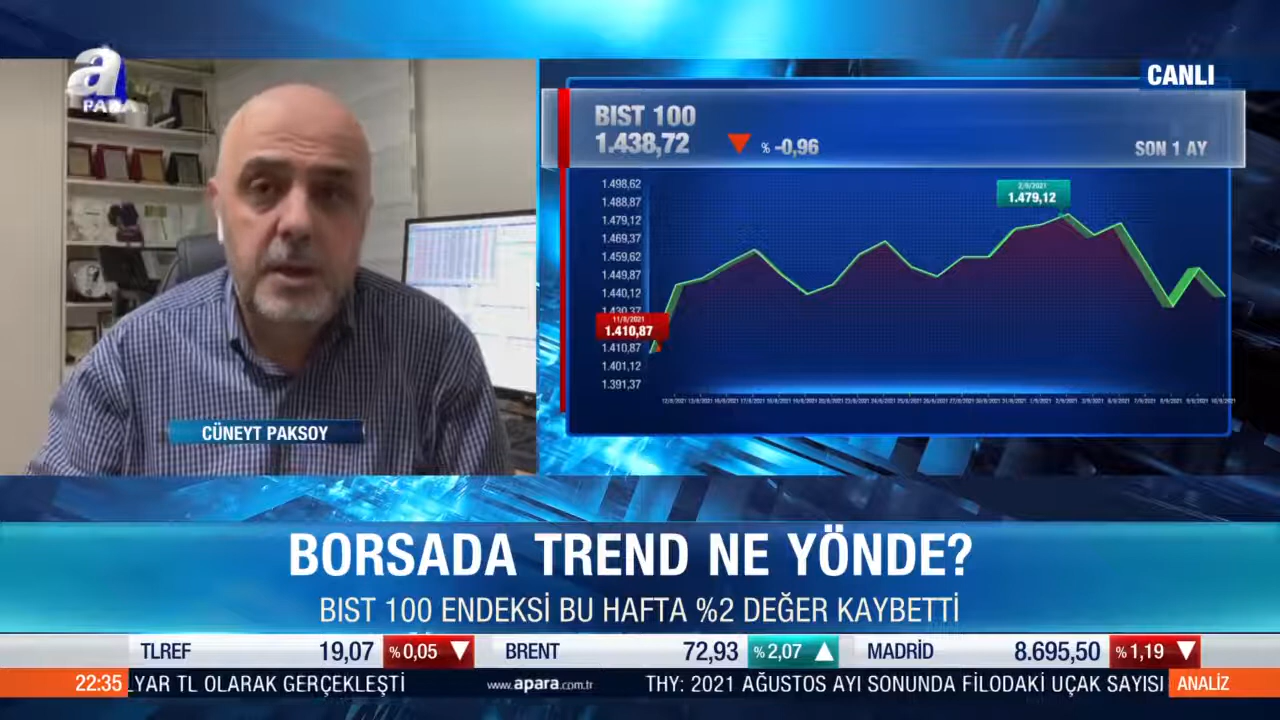 a
PARA
CANLI
BIST 100
1.438,72 % -0,96
SON 1 AY
1.498,62
1.488,87
1.479,12
1.469,37
1.459,62
1.449,87
1.440,12
1.430,37
1.410,87
1.401,12
1.391,37
2/9/2021
1.479,12
11/8/2021
1.410,87
CÜNEYT PAKSOY
BORSADA TREND NE YÖNDE?
BIST 100 ENDEKSİ BU HAFTA %2 DEĞER KAYBETTİ
TLREF 19,07 %0,05 BRENT 72,93 %2,07 MADRİD 8.695,50 %1,19
22:35 LYAR TL OLARAK GERÇEKLEŞTİ www.apara.com.tr THY: 2021 AĞUSTOS AYI SONUNDA FİLODAKİ UÇAK SAYISI ANALİZ